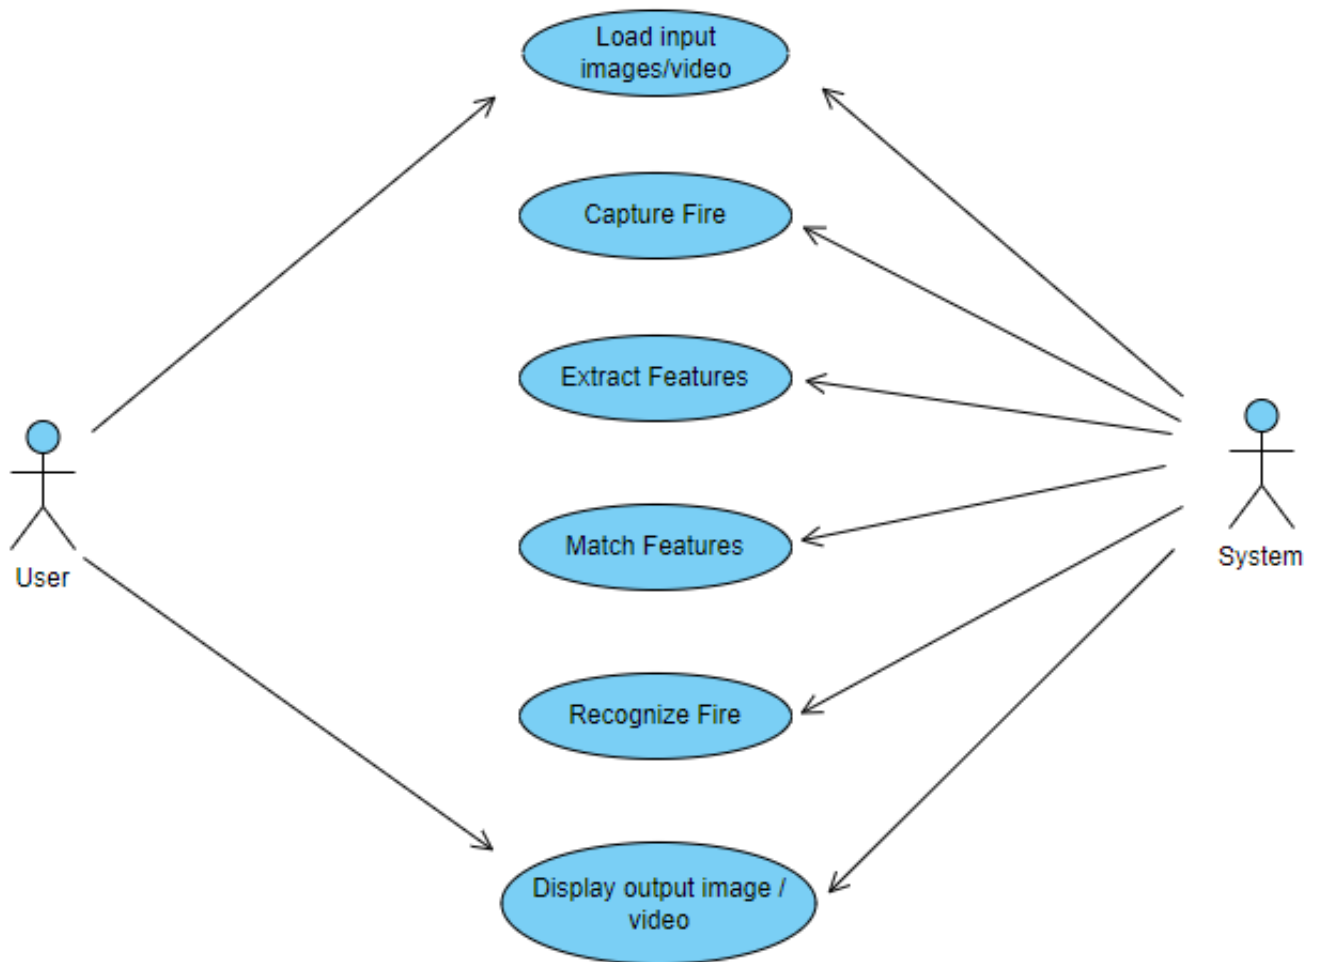 Load input
images/video
Capture Fire
Extract Features
Match Features
User
System
Recognize Fire
Display output image /
video